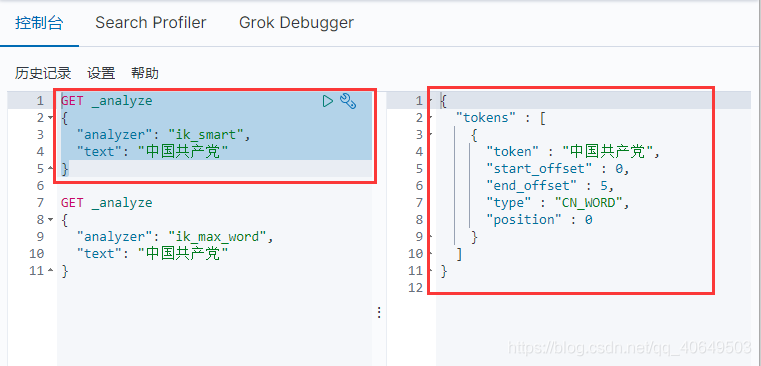 控制台 Search Profiler Grok Debugger
历史记录 设置 帮助
1 GET _analyze
2 {
3 "analyzer": "ik_smart",
4 "text": "中国共产党"
5 }
6
7 GET _analyze
8 {
9 "analyzer": "ik_max_word",
10 "text": "中国共产党"
11 }
1 {
2 "tokens" : [
3 {
4 "token" : "中国共产党",
5 "start_offset" : 0,
6 "end_offset" : 5,
7 "type" : "CN_WORD",
8 "position" : 0
9 }
10 ]
11 }
12
https://blog.csdn.net/qq_40649503